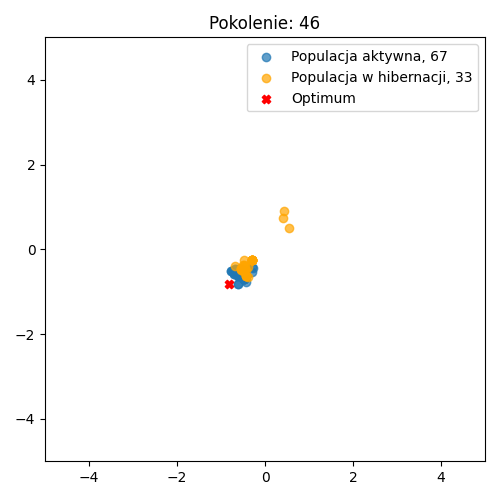 Pokolenie: 46
Populacja aktywna, 67
Populacja w hibernacji, 33
Optimum
4
2
0
−2
−4
−4
−2
0
2
4